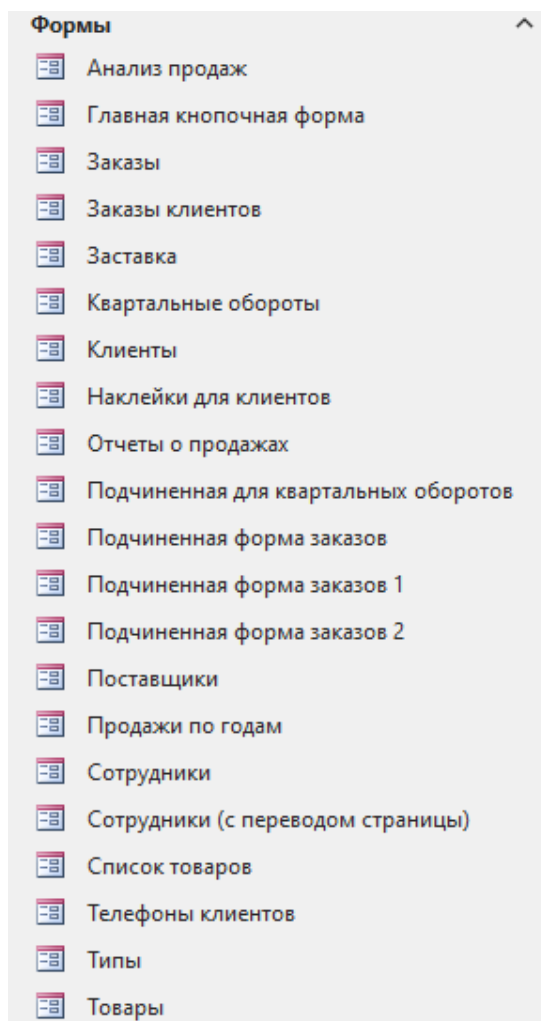 Формы
Анализ продаж
Главная кнопочная форма
Заказы
Заказы клиентов
Заставка
Квартальные обороты
Клиенты
Наклейки для клиентов
Отчеты о продажах
Подчиненная для квартальных оборотов
Подчиненная форма заказов
Подчиненная форма заказов 1
Подчиненная форма заказов 2
Поставщики
Продажи по годам
Сотрудники
Сотрудники (с переводом страницы)
Список товаров
Телефоны клиентов
Типы
Товары